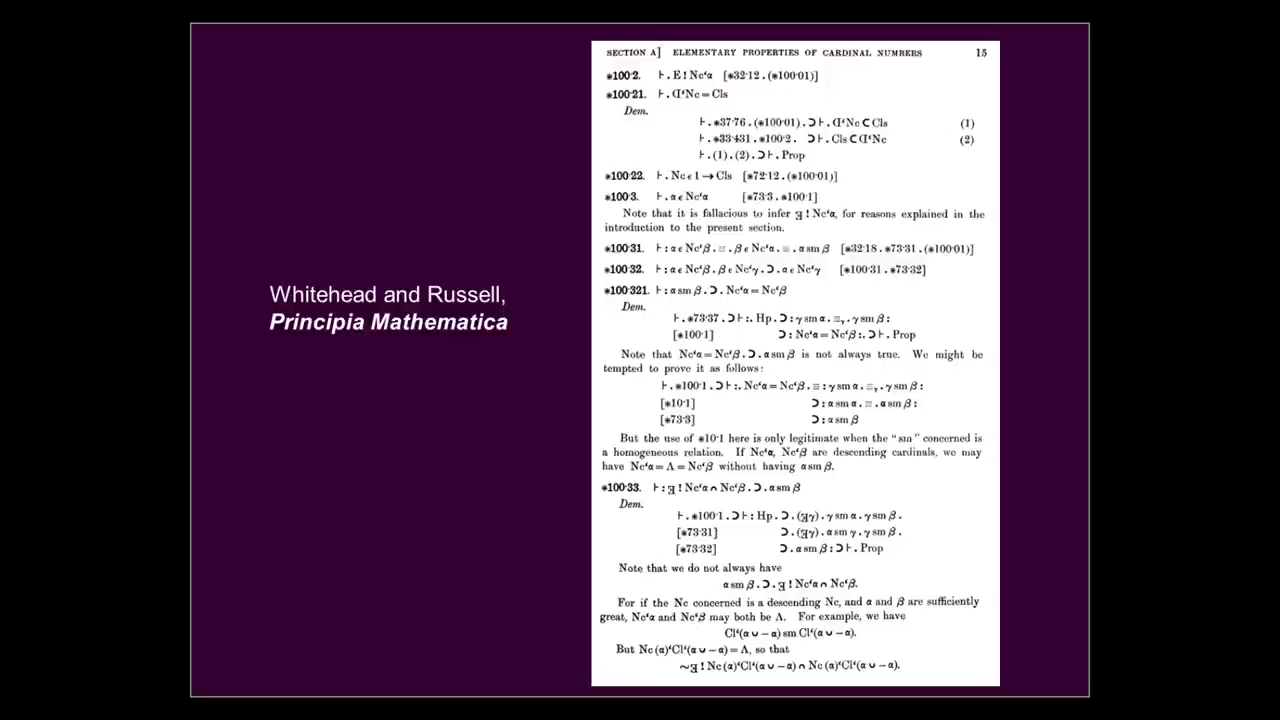 Whitehead and Russell,
Principia Mathematica
SECTION A] ELEMENTARY PROPERTIES OF CARDINAL NUMBERS 15
✱100·2. ⊢ . E ! Nc‘α [✱32·12 . (✱100·01)]
✱100·21. ⊢ . ᗡ‘Nc = Cls
Dem.
⊢ . ✱37·76 . (✱100·01) . ⊃ ⊢ . ᗡ‘Nc ⊂ Cls (1)
⊢ . ✱33·431 . ✱100·2 . ⊃ ⊢ . Cls ⊂ ᗡ‘Nc (2)
⊢ . (1) . (2) . ⊃ ⊢ . Prop
✱100·22. ⊢ . Nc ϵ 1 → Cls [✱72·12 . (✱100·01)]
✱100·3. ⊢ . α ϵ Nc‘α [✱73·3 . ✱100·1]
Note that it is fallacious to infer ∃ ! Nc‘α, for reasons explained in the
introduction to the present section.
✱100·31. ⊢ : α ϵ Nc‘β . ≡ . β ϵ Nc‘α . ≡ . α sm β [✱32·18 . ✱73·31 . (✱100·01)]
✱100·32. ⊢ : α ϵ Nc‘β . β ϵ Nc‘γ . ⊃ . α ϵ Nc‘γ [✱100·31 . ✱73·32]
✱100·321. ⊢ : α sm β . ⊃ . Nc‘α = Nc‘β
Dem.
⊢ . ✱73·37 . ⊃ ⊢ :. Hp . ⊃ : γ sm α . ≡ᵧ . γ sm β :
[✱100·1] ⊃ : Nc‘α = Nc‘β :. ⊃ ⊢ . Prop
Note that Nc‘α = Nc‘β . ⊃ . α sm β is not always true. We might be
tempted to prove it as follows:
⊢ . ✱100·1 . ⊃ ⊢ :. Nc‘α = Nc‘β . ≡ : γ sm α . ≡ᵧ . γ sm β :
[✱10·1] ⊃ : α sm α . ≡ . α sm β :
[✱73·3] ⊃ : α sm β
But the use of ✱10·1 here is only legitimate when the “sm” concerned is
a homogeneous relation. If Nc‘α, Nc‘β are descending cardinals, we may
have Nc‘α = Λ = Nc‘β without having α sm β.
✱100·33. ⊢ : ∃ ! Nc‘α ∩ Nc‘β . ⊃ . α sm β
Dem.
⊢ . ✱100·1 . ⊃ ⊢ : Hp . ⊃ . (∃γ) . γ sm α . γ sm β .
[✱73·31] ⊃ . (∃γ) . α sm γ . γ sm β .
[✱73·32] ⊃ . α sm β : ⊃ ⊢ . Prop
Note that we do not always have
α sm β . ⊃ . ∃ ! Nc‘α ∩ Nc‘β.
For if the Nc concerned is a descending Nc, and α and β are sufficiently
great, Nc‘α and Nc‘β may both be Λ. For example, we have
Cl‘(α ∪ − α) sm Cl‘(α ∪ − α).
But Nc (α)‘Cl‘(α ∪ − α) = Λ, so that
~∃ ! Nc (α)‘Cl‘(α ∪ − α) ∩ Nc (α)‘Cl‘(α ∪ − α).